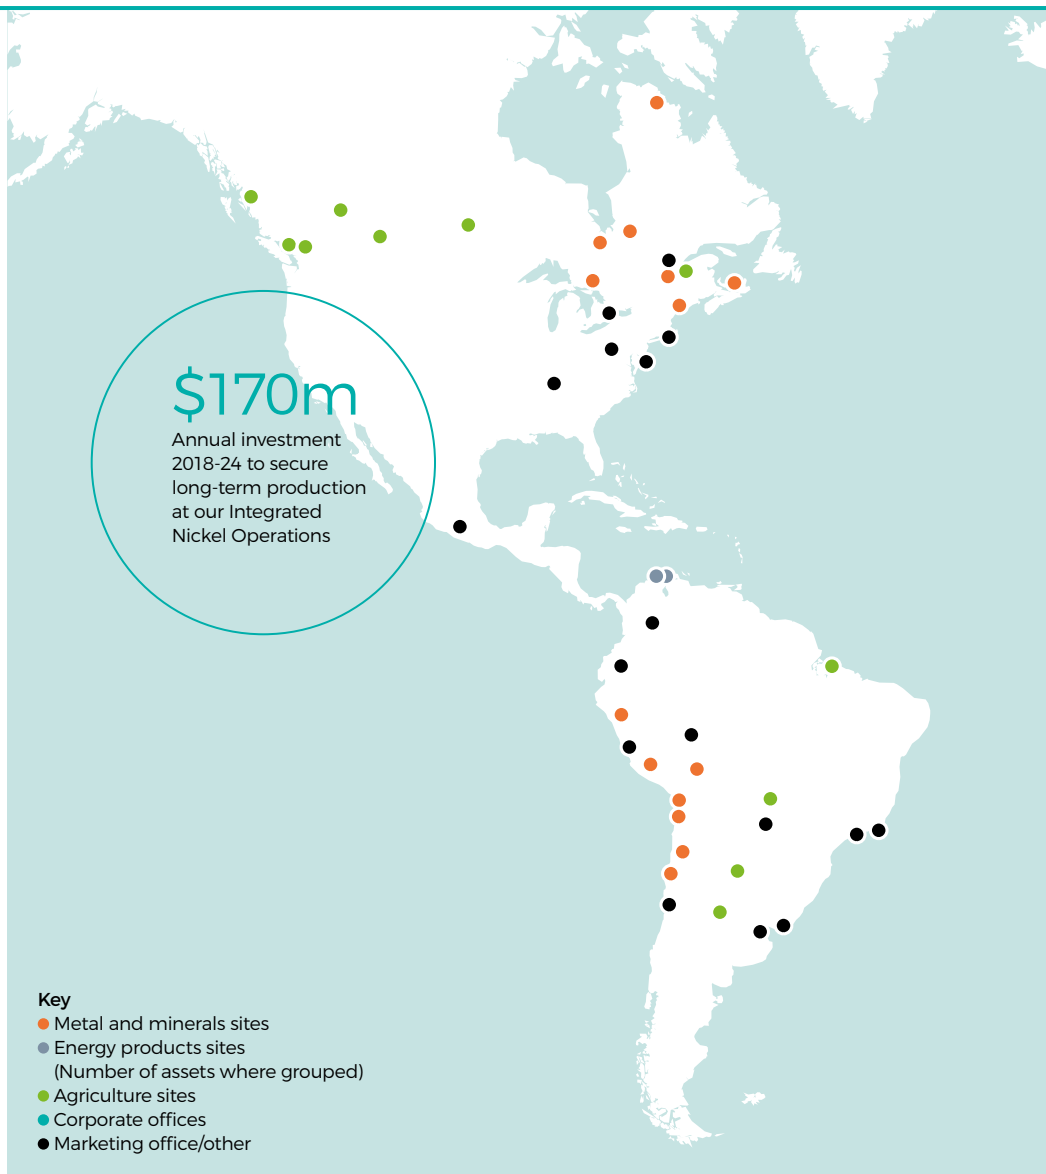 $170m
Annual investment
2018-24 to secure
long-term production
at our Integrated
Nickel Operations
Key
Metal and minerals sites
Energy products sites
(Number of assets where grouped)
Agriculture sites
Corporate offices
Marketing office/other